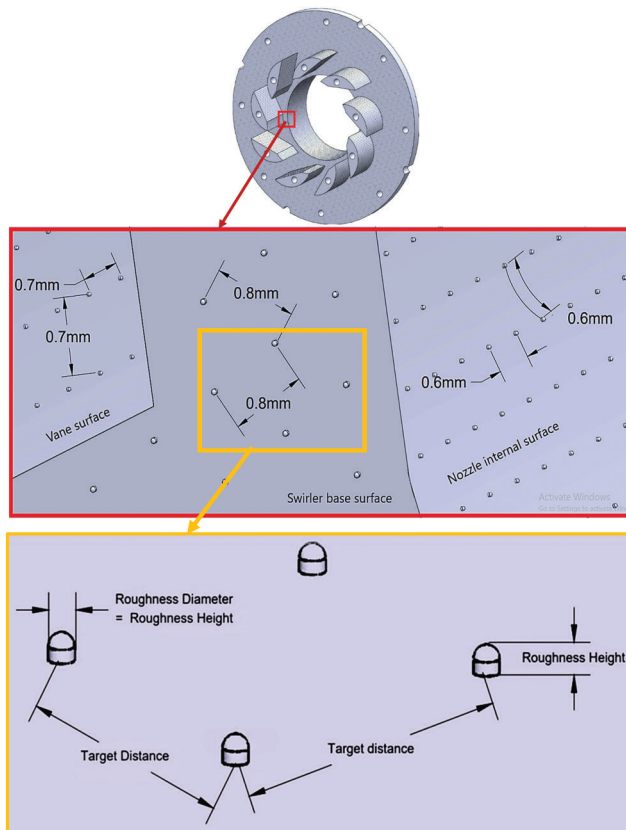 0.7mm
0.8mm
0.7mm
0.6mm
0.6mm
0.8mm
Vane surface
Nozzle internal surface
Swirler base surface
Activate Windows
Roughness Diameter
= Roughness Height
Roughness Height
Target Distance
Target distance